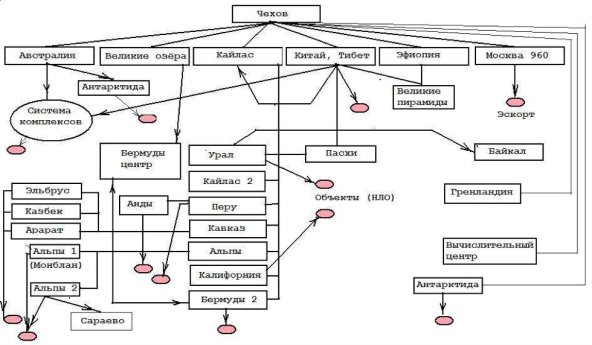 Чехов
Австралия
Великие озёра
Кайлас
Китай, Тибет
Эфиопия
Москва 960
Антарктида
Великие
пирамиды
Эскорт
Система
комплексов
Бермуды
центр
Урал
Пасхи
Байкал
Кайлас 2
Эльбрус
Анды
Перу
Объекты (НЛО)
Гренландия
Казбек
Арарат
Кавказ
Альпы 1
(Монблан)
Альпы
Вычислительный
центр
Калифорния
Альпы 2
Бермуды 2
Антарктида
Сараево